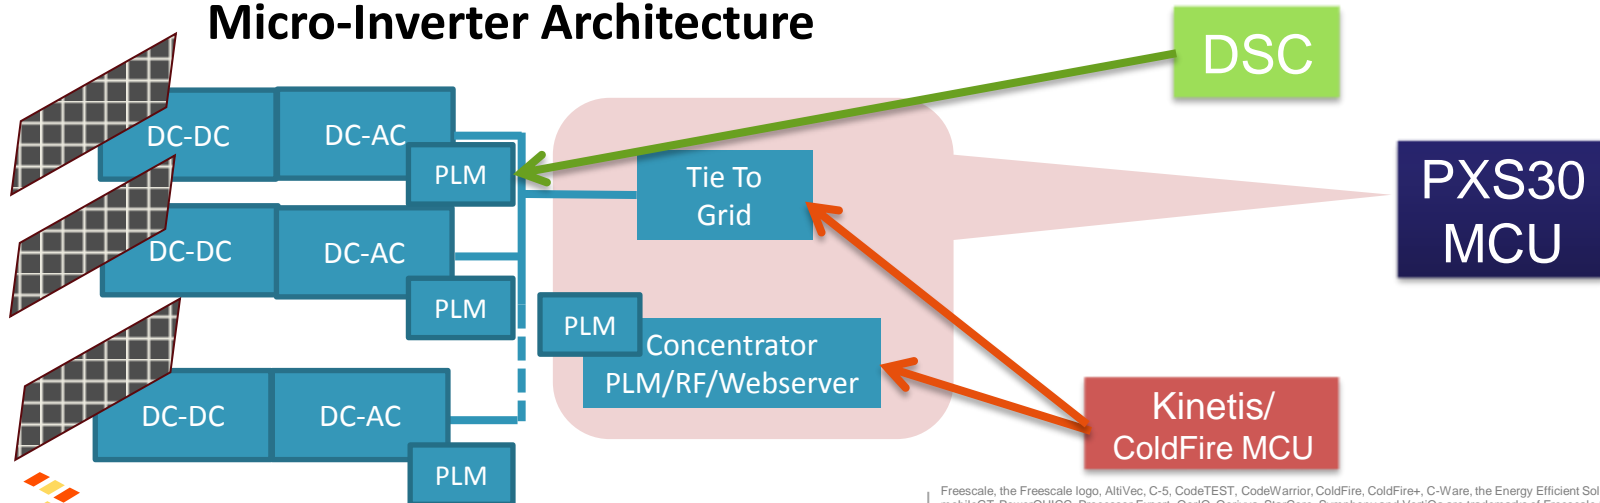 Micro-Inverter Architecture
DSC
DC-DC
DC-AC
PLM
Tie To
Grid
PXS30
MCU
DC-DC
DC-AC
PLM
PLM
Concentrator
PLM/RF/Webserver
DC-DC
DC-AC
PLM
Kinetis/
ColdFire MCU
Freescale, the Freescale logo, AltiVec, C-5, CodeTEST, CodeWarrior, ColdFire, ColdFire+, C-Ware, the Energy Efficient Sol